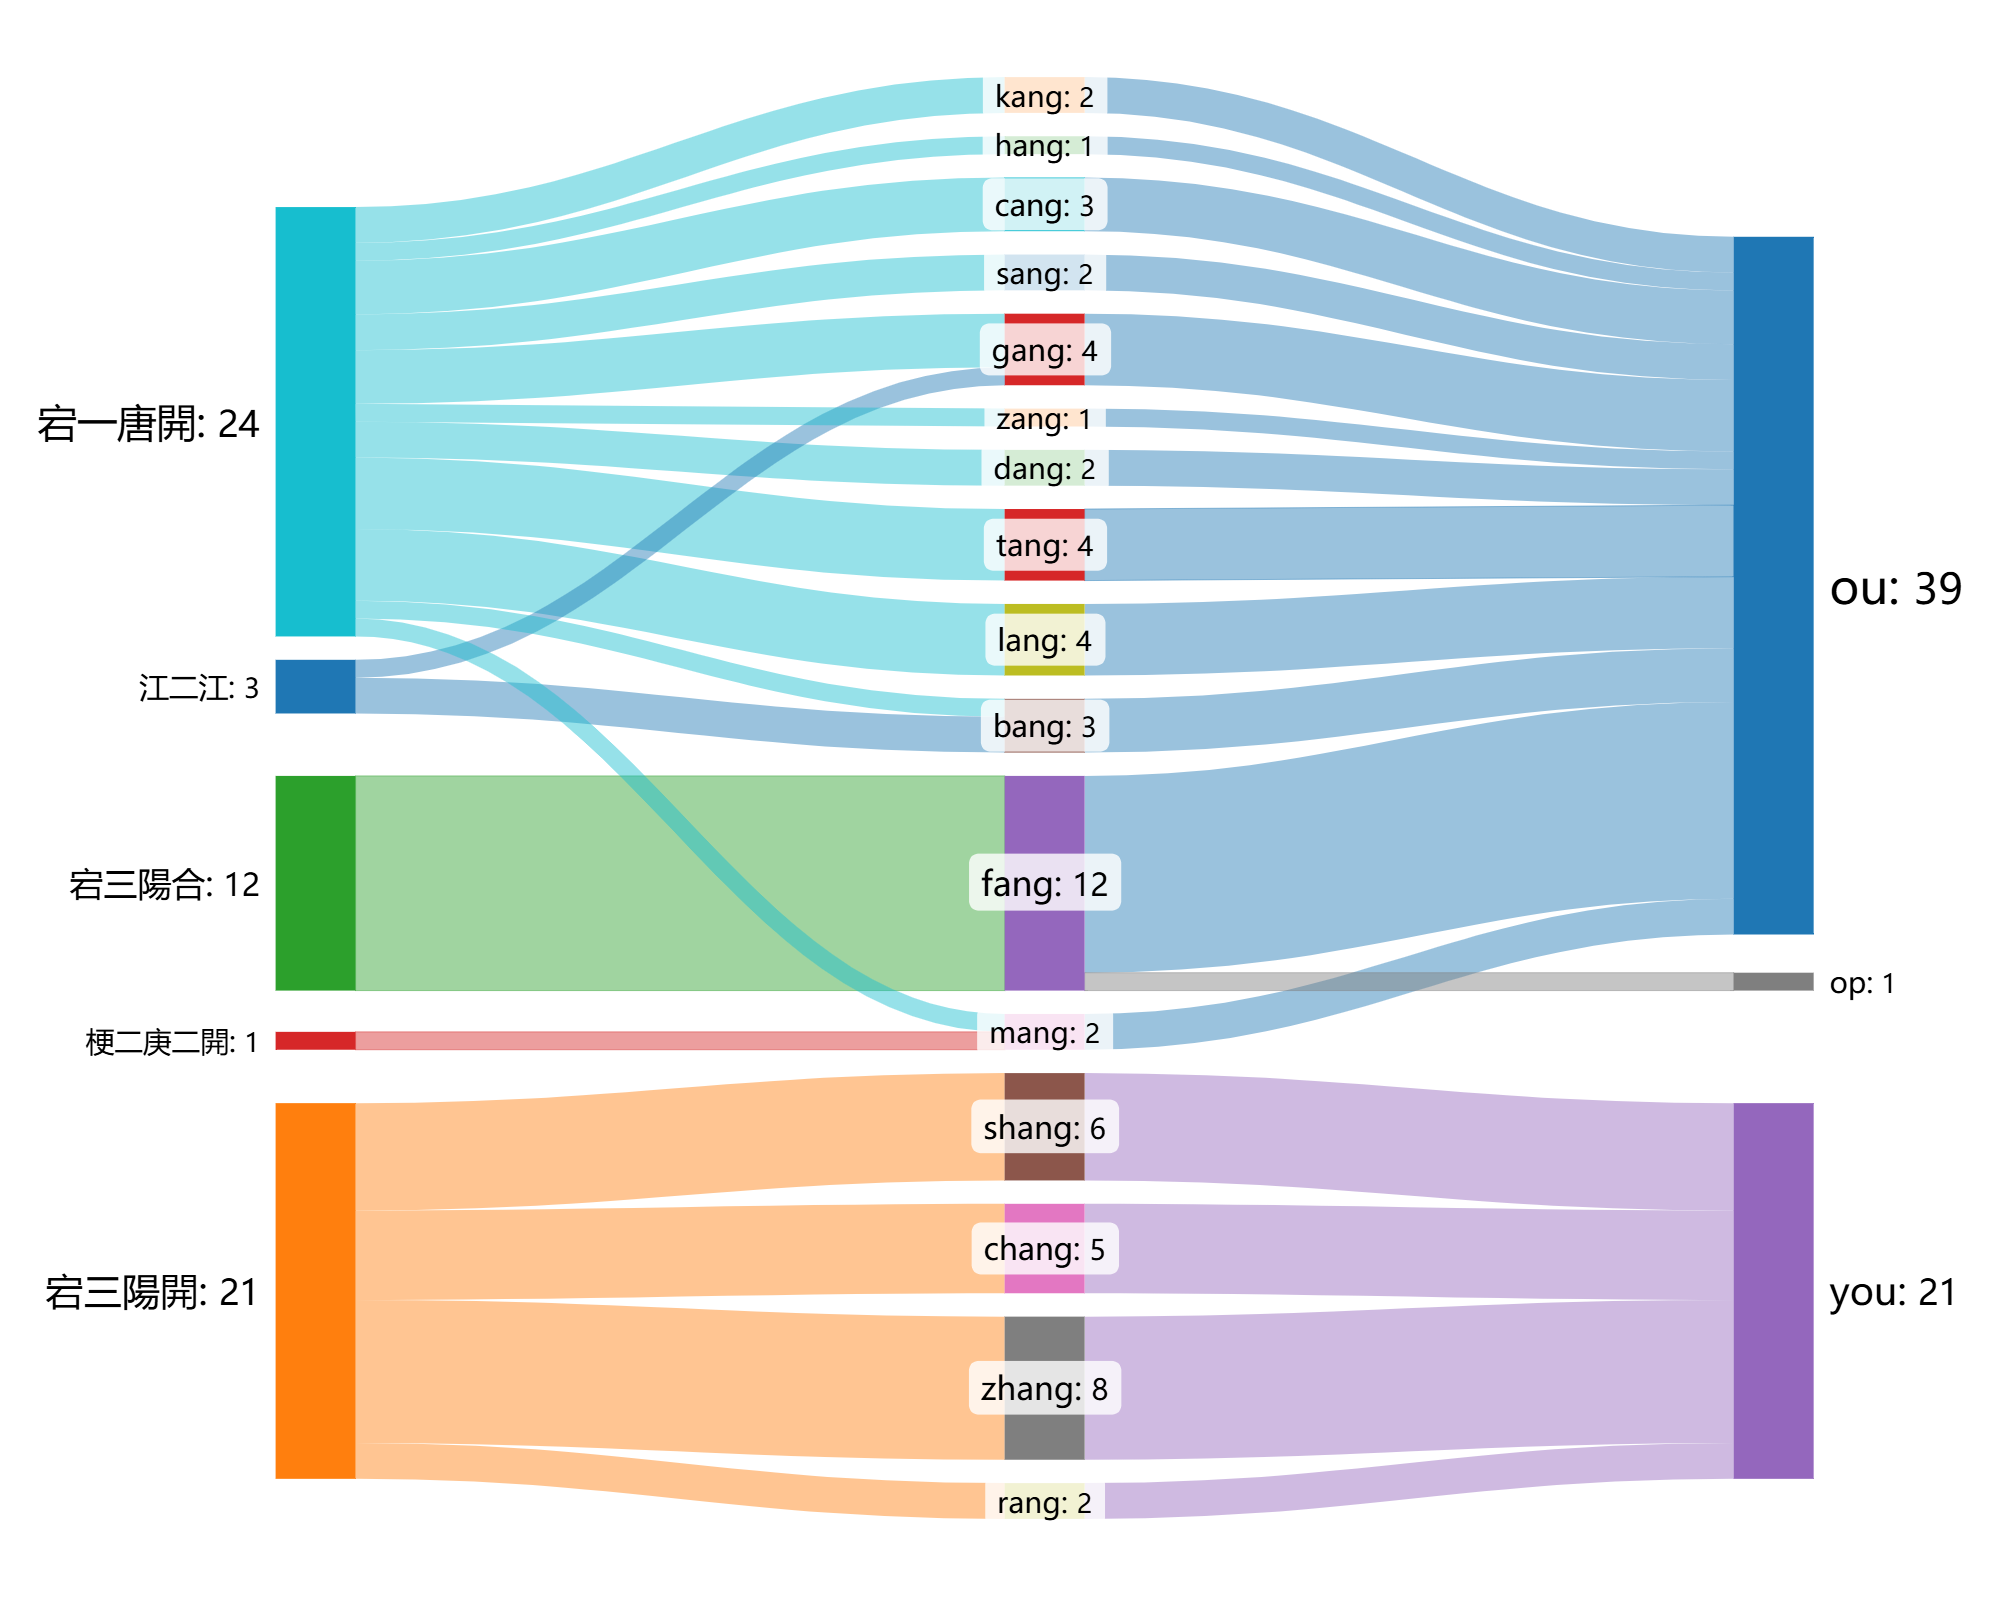 宕一唐開: 24
江二江: 3
宕三陽合: 12
梗二庚二開: 1
宕三陽開: 21
kang: 2
hang: 1
cang: 3
sang: 2
gang: 4
zang: 1
dang: 2
tang: 4
lang: 4
bang: 3
fang: 12
mang: 2
shang: 6
chang: 5
zhang: 8
rang: 2
ou: 39
op: 1
you: 21